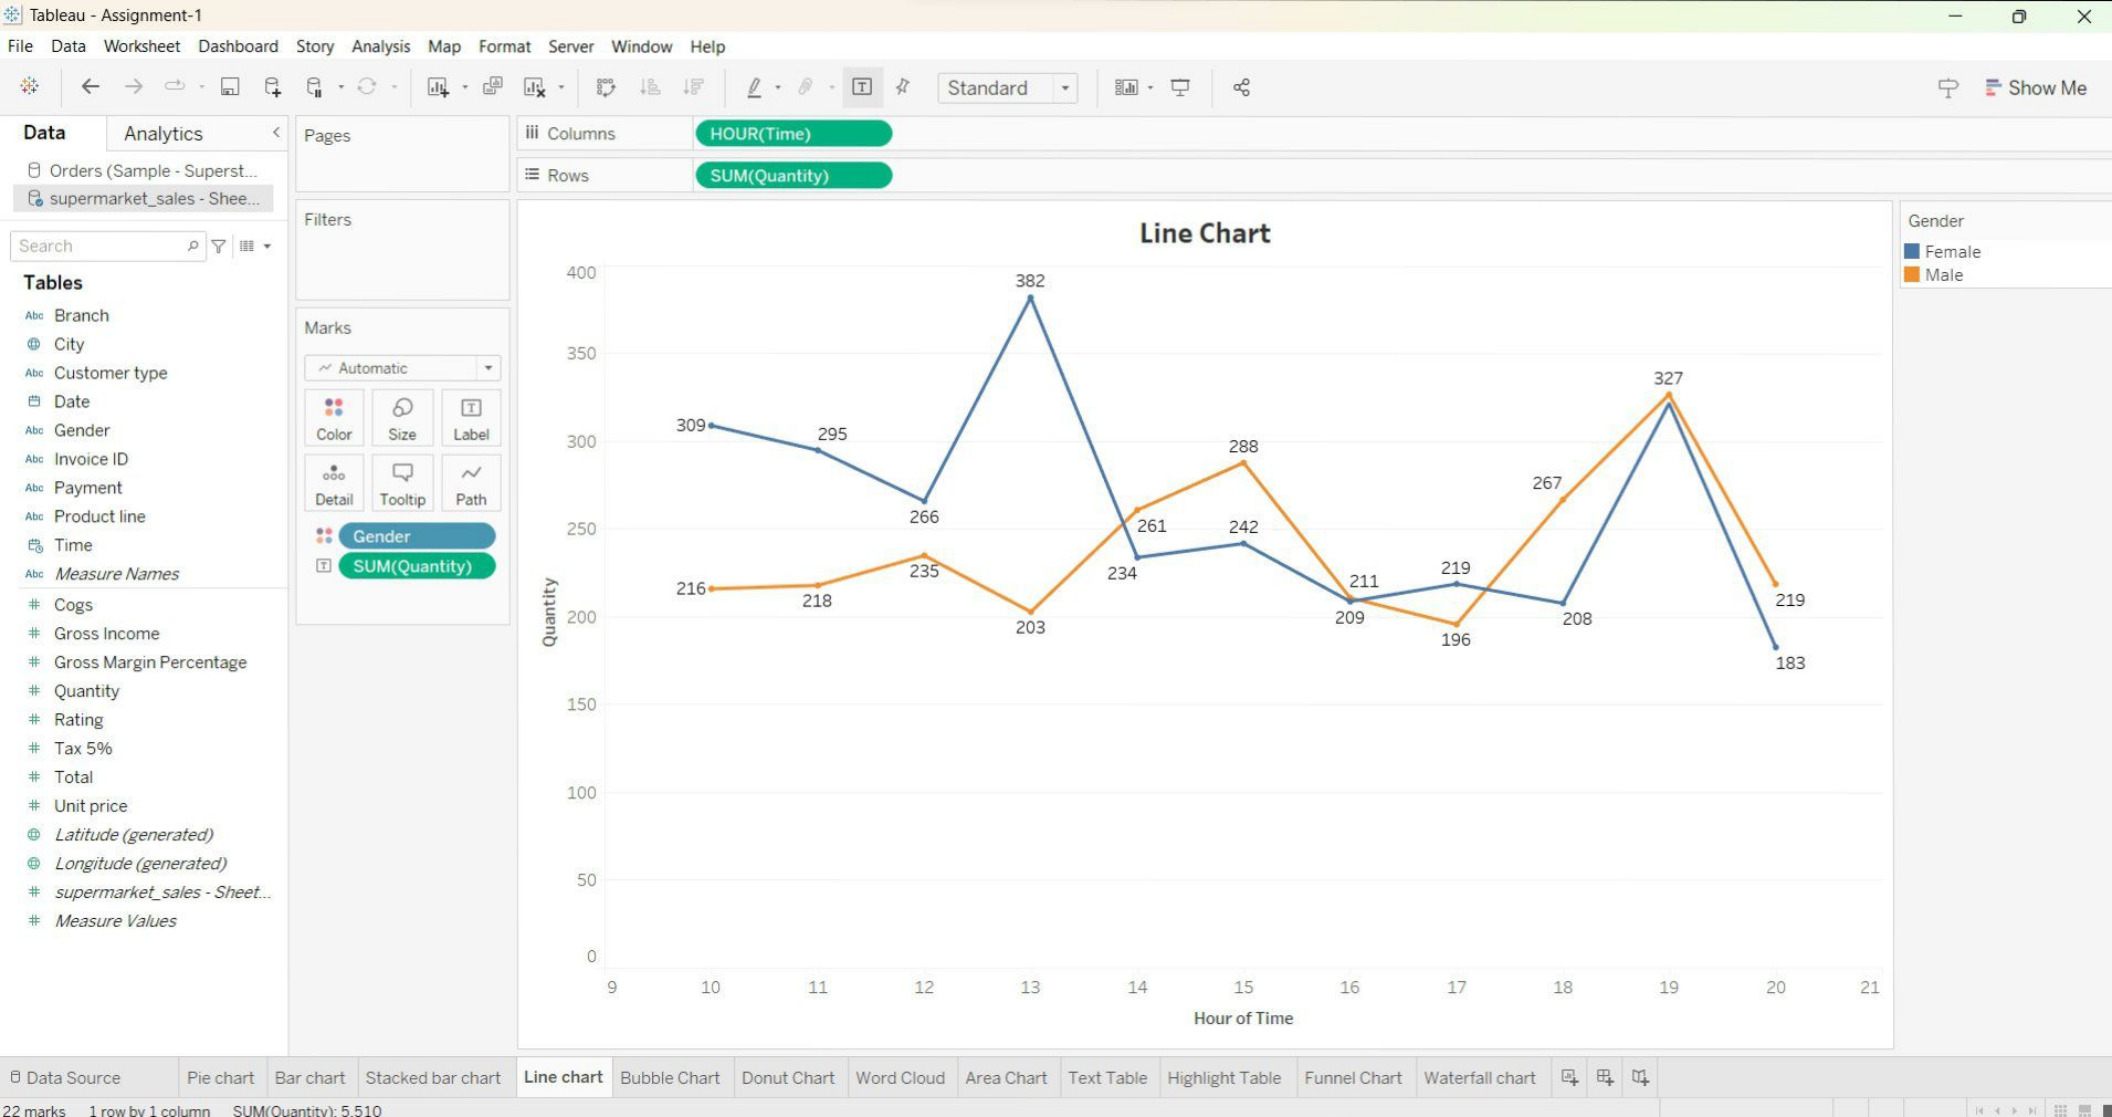 Tableau - Assignment-1
File Data Worksheet Dashboard Story Analysis Map Format Server Window Help
Standard
Show Me
Data
Analytics
Orders (Sample - Superst...
supermarket_sales - Shee...
Search
Tables
Abc Branch
City
Abc Customer type
Date
Abc Gender
Abc Invoice ID
Abc Payment
Abc Product line
Time
Abc Measure Names
# Cogs
# Gross Income
# Gross Margin Percentage
# Quantity
# Rating
# Tax 5%
# Total
# Unit price
Latitude (generated)
Longitude (generated)
# supermarket_sales - Sheet...
# Measure Values
Pages
Filters
Marks
Automatic
Color Size Label
Detail Tooltip Path
Gender
SUM(Quantity)
Columns HOUR(Time)
Rows SUM(Quantity)
Line Chart
400
350
300
250
200
150
100
50
0
Quantity
382
327
309
295
288
267
266
261
242
235
234
219
216
218
211
219
203
209
196
208
183
9 10 11 12 13 14 15 16 17 18 19 20 21
Hour of Time
Gender
Female
Male
Data Source Pie chart Bar chart Stacked bar chart Line chart Bubble Chart Donut Chart Word Cloud Area Chart Text Table Highlight Table Funnel Chart Waterfall chart
22 marks 1 row by 1 column SUM(Quantity): 5,510